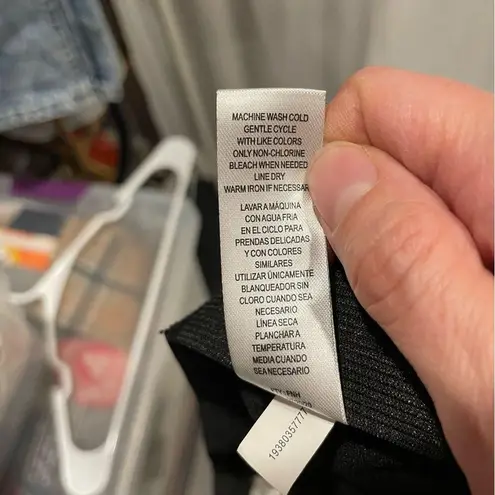 MACHINE WASH COLD
GENTLE CYCLE
WITH LIKE COLORS
ONLY NON-CHLORINE
BLEACH WHEN NEEDED
LINE DRY
WARM IRON IF NECESSAR
LAVAR A MÁQUINA
CON AGUA FRIA
EN EL CICLO PARA
PRENDAS DELICADAS
Y CON COLORES
SIMILARES
UTILIZAR ÚNICAMENTE
BLANQUEADOR SIN
CLORO CUANDO SEA
NECESARIO
LÍNEA SECA
PLANCHAR A
TEMPERATURA
MEDIA CUANDO
SEA NECESARIO